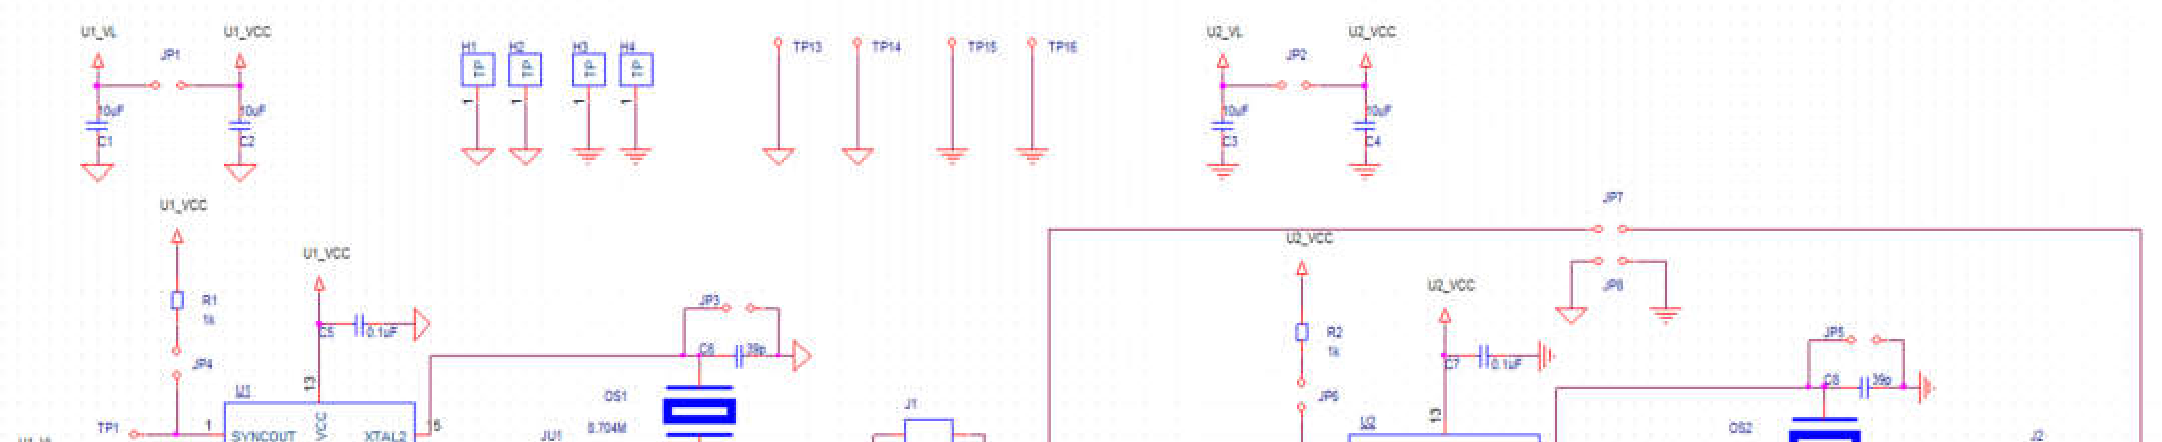 U1_VL
U1_VCC
JP1
10uF
C1
10uF
C2
H1
H2
H3
H4
TP
TP
TP
TP
1
1
1
1
TP13
TP14
TP15
TP16
U2_VL
U2_VCC
JP2
10uF
C3
10uF
C4
U1_VCC
R1
1k
JP4
U1_VCC
C5
0.1uF
13
U1
TP1
1
SYNCOUT
VCC
XTAL2
15
JP3
C6
39p
OS1
8.704M
JU1
J1
JP7
JP8
U2_VCC
R2
1k
JP6
U2_VCC
C7
0.1uF
13
U2
JP5
C8
39p
OS2
J2